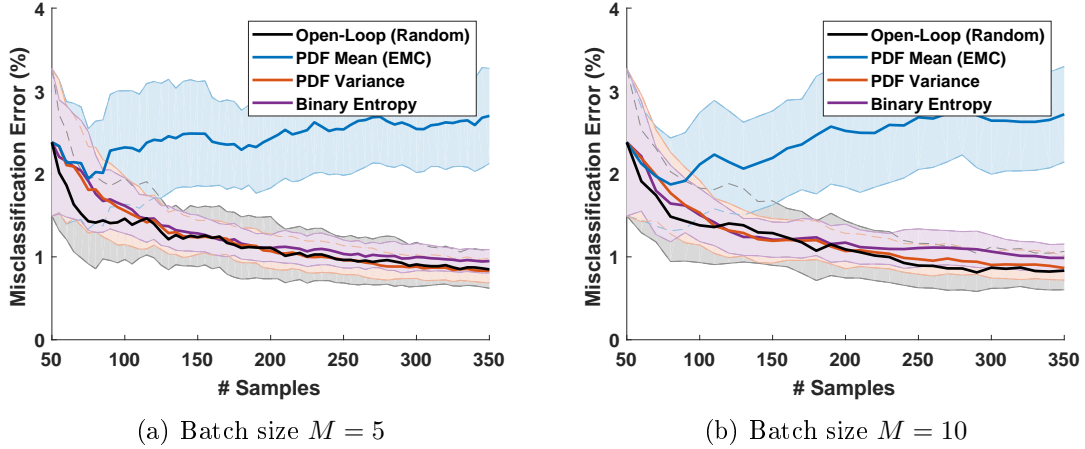 4
3
2
1
0
Misclassification Error (%)
Open-Loop (Random)
PDF Mean (EMC)
PDF Variance
Binary Entropy
50 100 150 200 250 300 350
# Samples
(a) Batch size M = 5
4
3
2
1
0
Misclassification Error (%)
Open-Loop (Random)
PDF Mean (EMC)
PDF Variance
Binary Entropy
50 100 150 200 250 300 350
# Samples
(b) Batch size M = 10